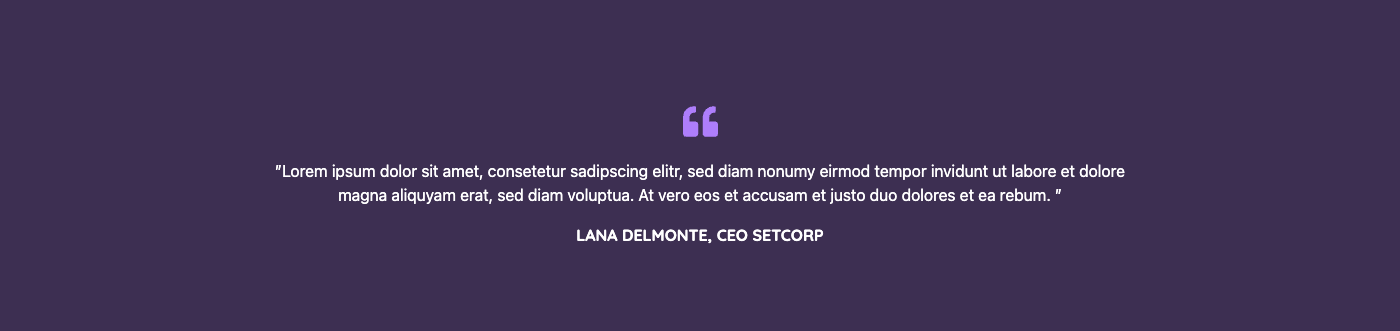 "Lorem ipsum dolor sit amet, consetetur sadipscing elitr, sed diam nonumy eirmod tempor invidunt ut labore et dolore
magna aliquyam erat, sed diam voluptua. At vero eos et accusam et justo duo dolores et ea rebum. "
LANA DELMONTE, CEO SETCORP